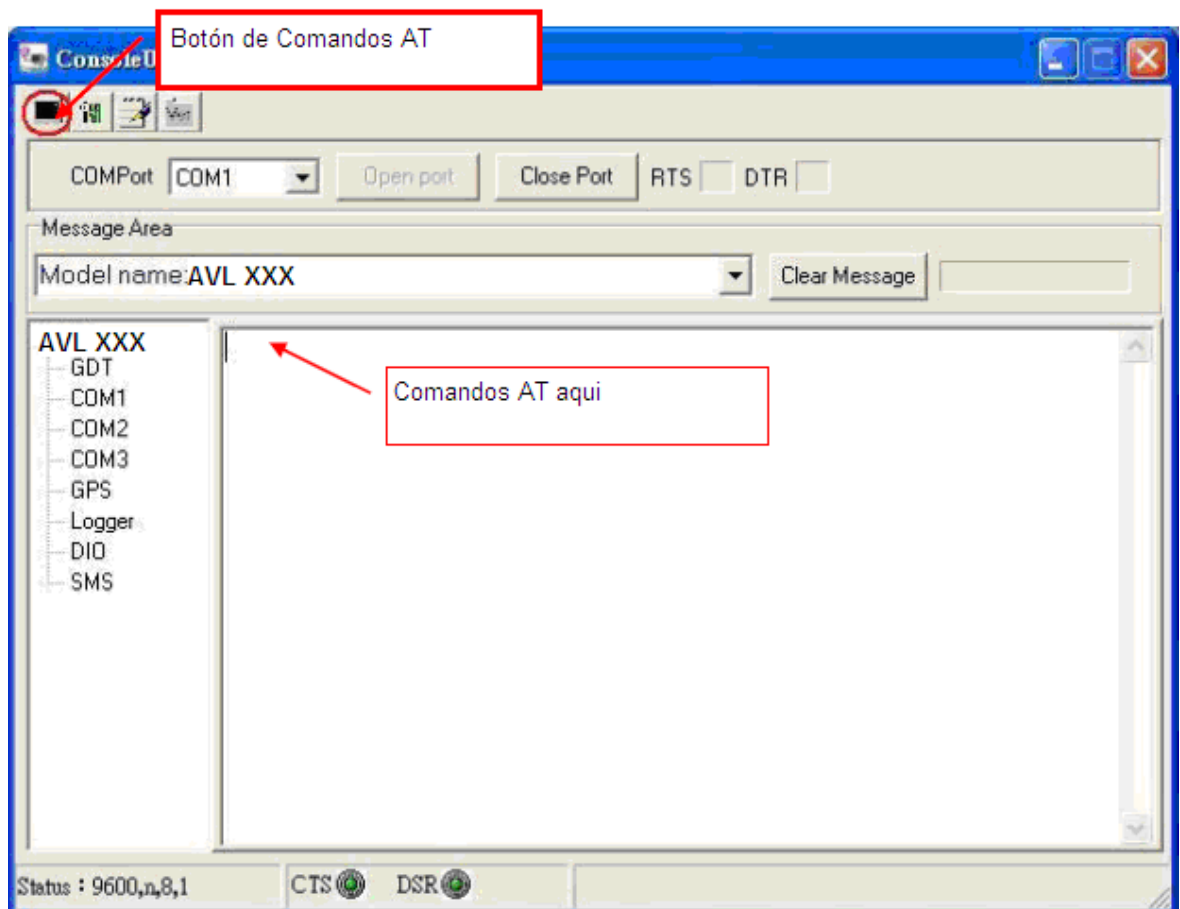 Botón de Comandos AT
ConsoleU
COMPort COM1 Open port Close Port RTS DTR
Message Area
Model name:AVL XXX Clear Message
AVL XXX
GDT
COM1
COM2
COM3
GPS
Logger
DIO
SMS
Comandos AT aqui
Status : 9600,n,8,1 CTS DSR